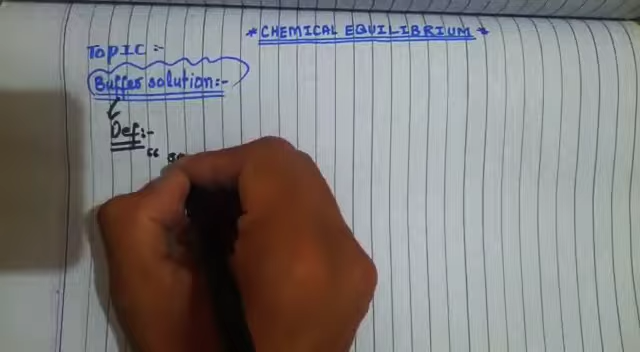 * CHEMICAL EQUILIBRIUM *
Topic :-
Buffer solution:-
Def:-
"